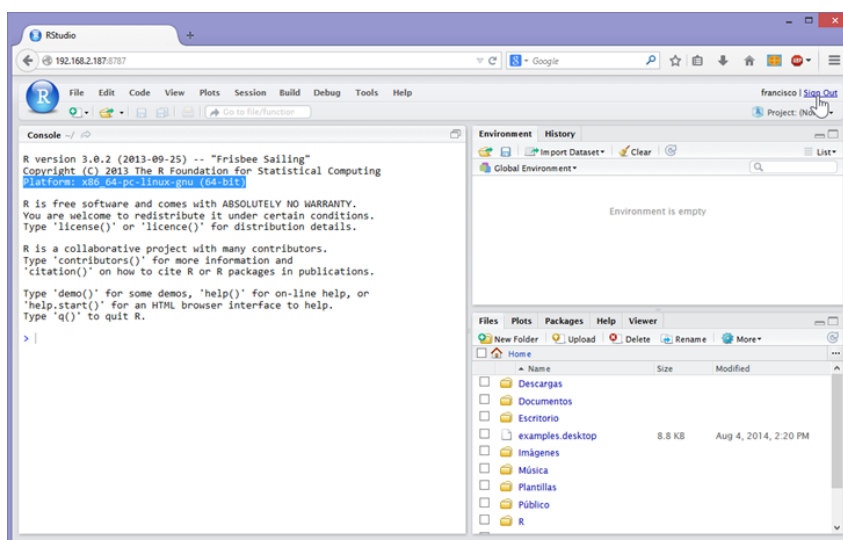 RStudio
192.168.2.187:8787
Google
File Edit Code View Plots Session Build Debug Tools Help
francisco | Sign Out
Go to file/function
Project: (No
Console ~/
R version 3.0.2 (2013-09-25) -- "Frisbee Sailing"
Copyright (C) 2013 The R Foundation for Statistical Computing
Platform: x86_64-pc-linux-gnu (64-bit)
R is free software and comes with ABSOLUTELY NO WARRANTY.
You are welcome to redistribute it under certain conditions.
Type 'license()' or 'licence()' for distribution details.
R is a collaborative project with many contributors.
Type 'contributors()' for more information and
'citation()' on how to cite R or R packages in publications.
Type 'demo()' for some demos, 'help()' for on-line help, or
'help.start()' for an HTML browser interface to help.
Type 'q()' to quit R.
>
Environment History
Import Dataset Clear List
Global Environment
Environment is empty
Files Plots Packages Help Viewer
New Folder Upload Delete Rename More
Home
Name Size Modified
Descargas
Documentos
Escritorio
examples.desktop 8.8 KB Aug 4, 2014, 2:20 PM
Imágenes
Música
Plantillas
Público
R